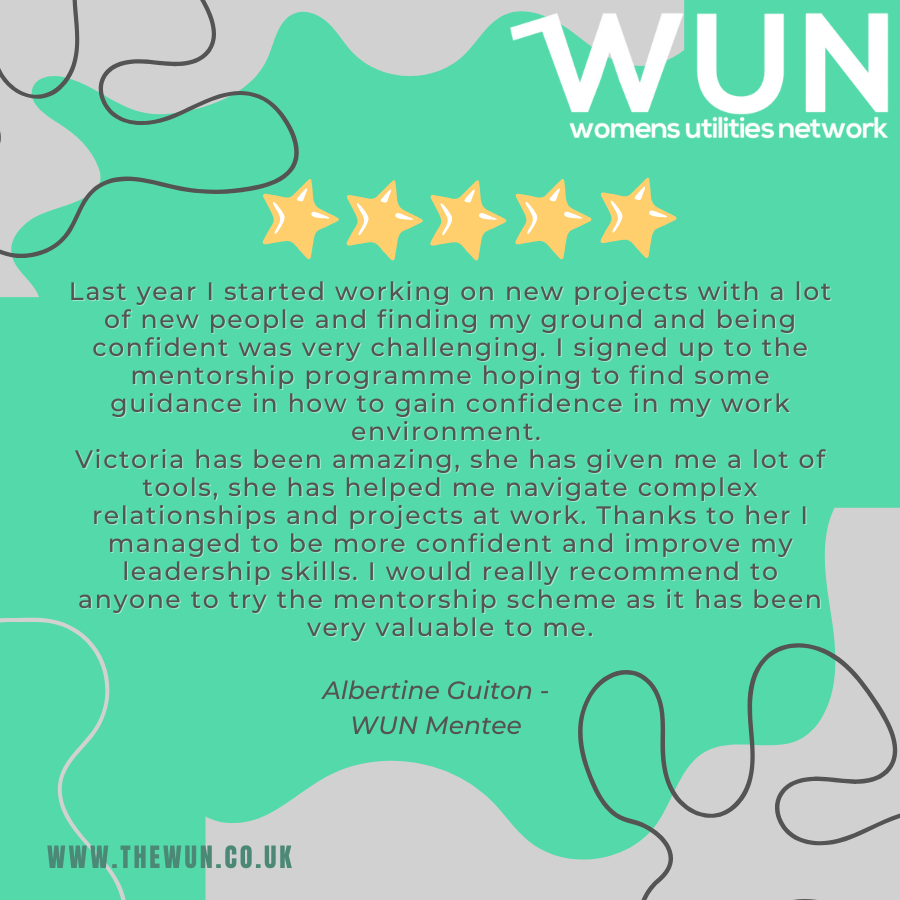 WUN
womens utilities network
Last year I started working on new projects with a lot
of new people and finding my ground and being
confident was very challenging. I signed up to the
mentorship programme hoping to find some
guidance in how to gain confidence in my work
environment.
Victoria has been amazing, she has given me a lot of
tools, she has helped me navigate complex
relationships and projects at work. Thanks to her I
managed to be more confident and improve my
leadership skills. I would really recommend to
anyone to try the mentorship scheme as it has been
very valuable to me.
Albertine Guiton -
WUN Mentee
WWW.THEWUN.CO.UK